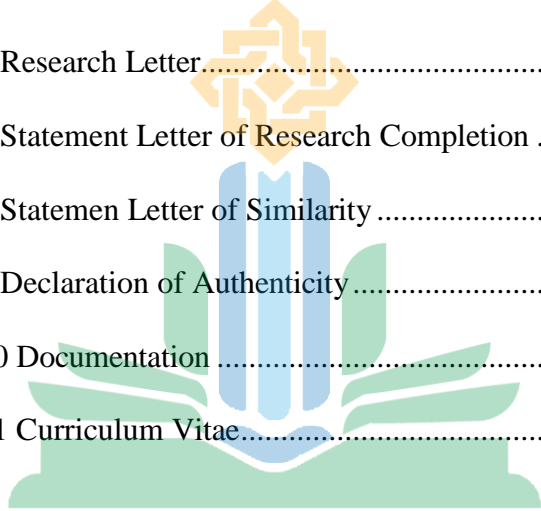 Research Letter........................................
Statement Letter of Research Completion .
Statemen Letter of Similarity .....................
Declaration of Authenticity........................
0 Documentation ........................................
1 Curriculum Vitae......................................